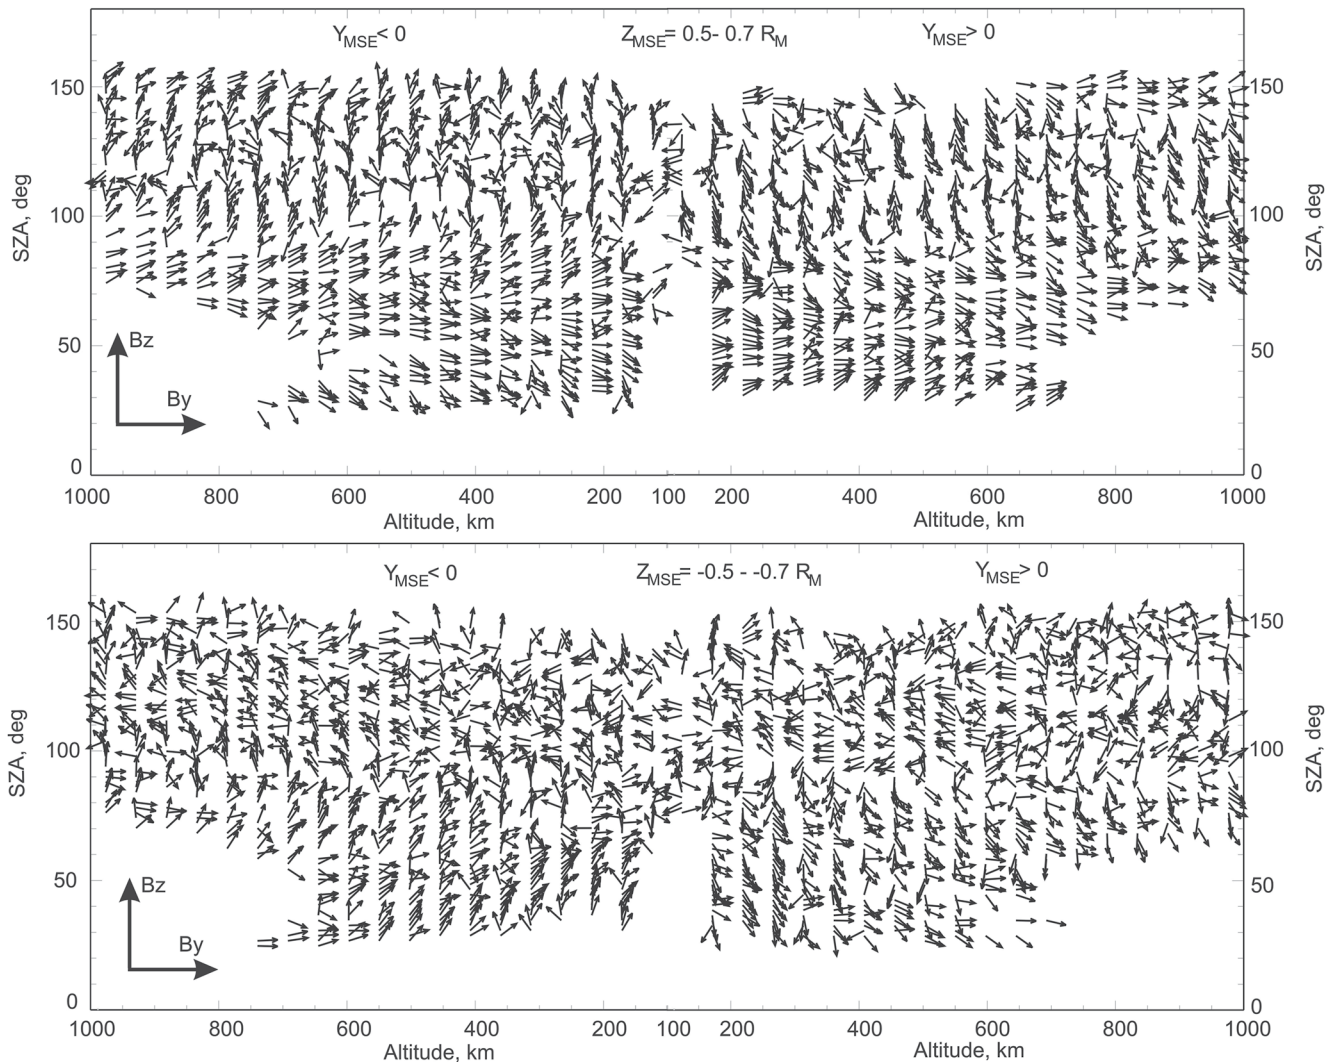 Y_MSE < 0 Z_MSE = 0.5- 0.7 R_M Y_MSE > 0
150 150
100 100
50 50
0 0
SZA, deg
SZA, deg
Bz
By
1000 800 600 400 200 100 200 400 600 800 1000
Altitude, km Altitude, km
Y_MSE < 0 Z_MSE = -0.5 - -0.7 R_M Y_MSE > 0
150 150
100 100
50 50
0 0
SZA, deg
SZA, deg
Bz
By
1000 800 600 400 200 100 200 400 600 800 1000
Altitude, km Altitude, km